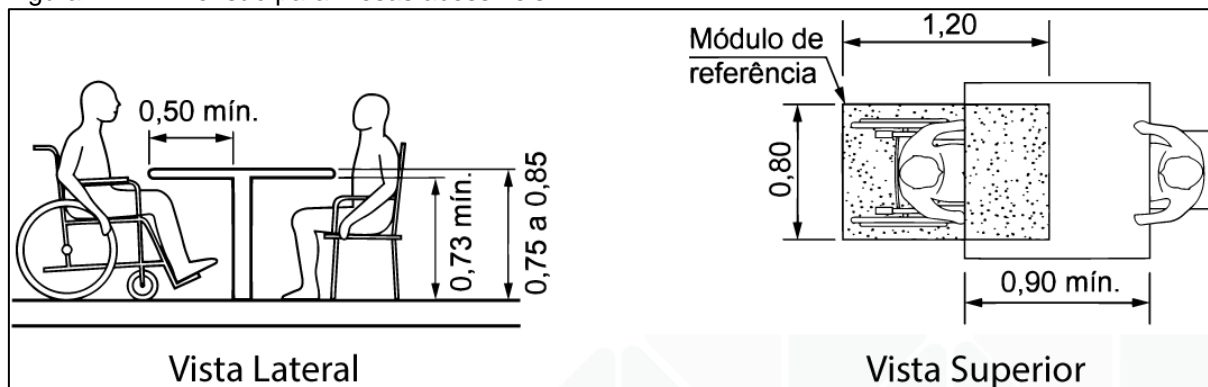 0,50 mín.
0,73 mín.
0,75 a 0,85
Vista Lateral
Módulo de
referência
1,20
0,80
0,90 mín.
Vista Superior